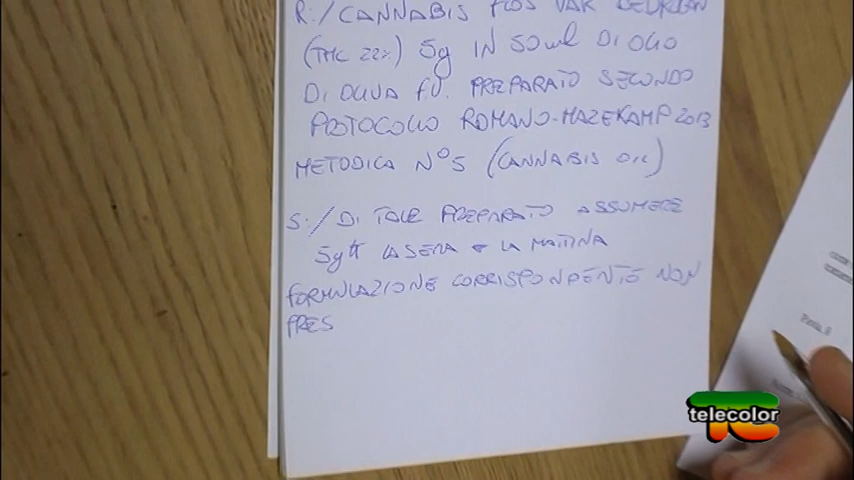 R:/ CANNABIS FLOS VAR BEDROCAN
(THC 22%) 5g IN 50ml DI OLIO
DI OLIVA F.U. PREPARATO SECONDO
PROTOCOLLO ROMANO-HAZEKAMP 2013
METODICA N°5 (CANNABIS OIL)
S:/ DI TALE PREPARATO ASSUMERE
5gtt LA SERA E LA MATTINA
FORMULAZIONE CORRISPONDENTE NON
PRES
telecolor